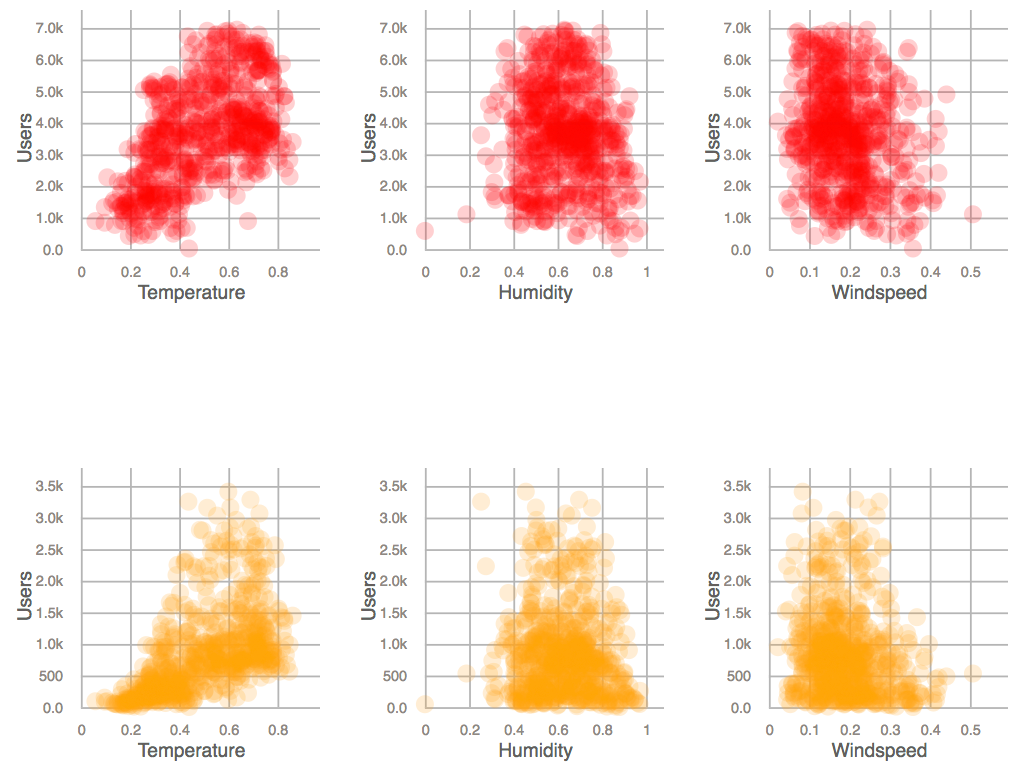 7.0k 7.0k 7.0k
6.0k 6.0k 6.0k
5.0k 5.0k 5.0k
Users 4.0k Users 4.0k Users 4.0k
3.0k 3.0k 3.0k
2.0k 2.0k 2.0k
1.0k 1.0k 1.0k
0.0 0.0 0.0
0 0.2 0.4 0.6 0.8 0 0.2 0.4 0.6 0.8 1 0 0.1 0.2 0.3 0.4 0.5
Temperature Humidity Windspeed
3.5k 3.5k 3.5k
3.0k 3.0k 3.0k
2.5k 2.5k 2.5k
2.0k 2.0k 2.0k
Users 1.5k Users 1.5k Users 1.5k
1.0k 1.0k 1.0k
500 500 500
0.0 0.0 0.0
0 0.2 0.4 0.6 0.8 0 0.2 0.4 0.6 0.8 1 0 0.1 0.2 0.3 0.4 0.5
Temperature Humidity Windspeed